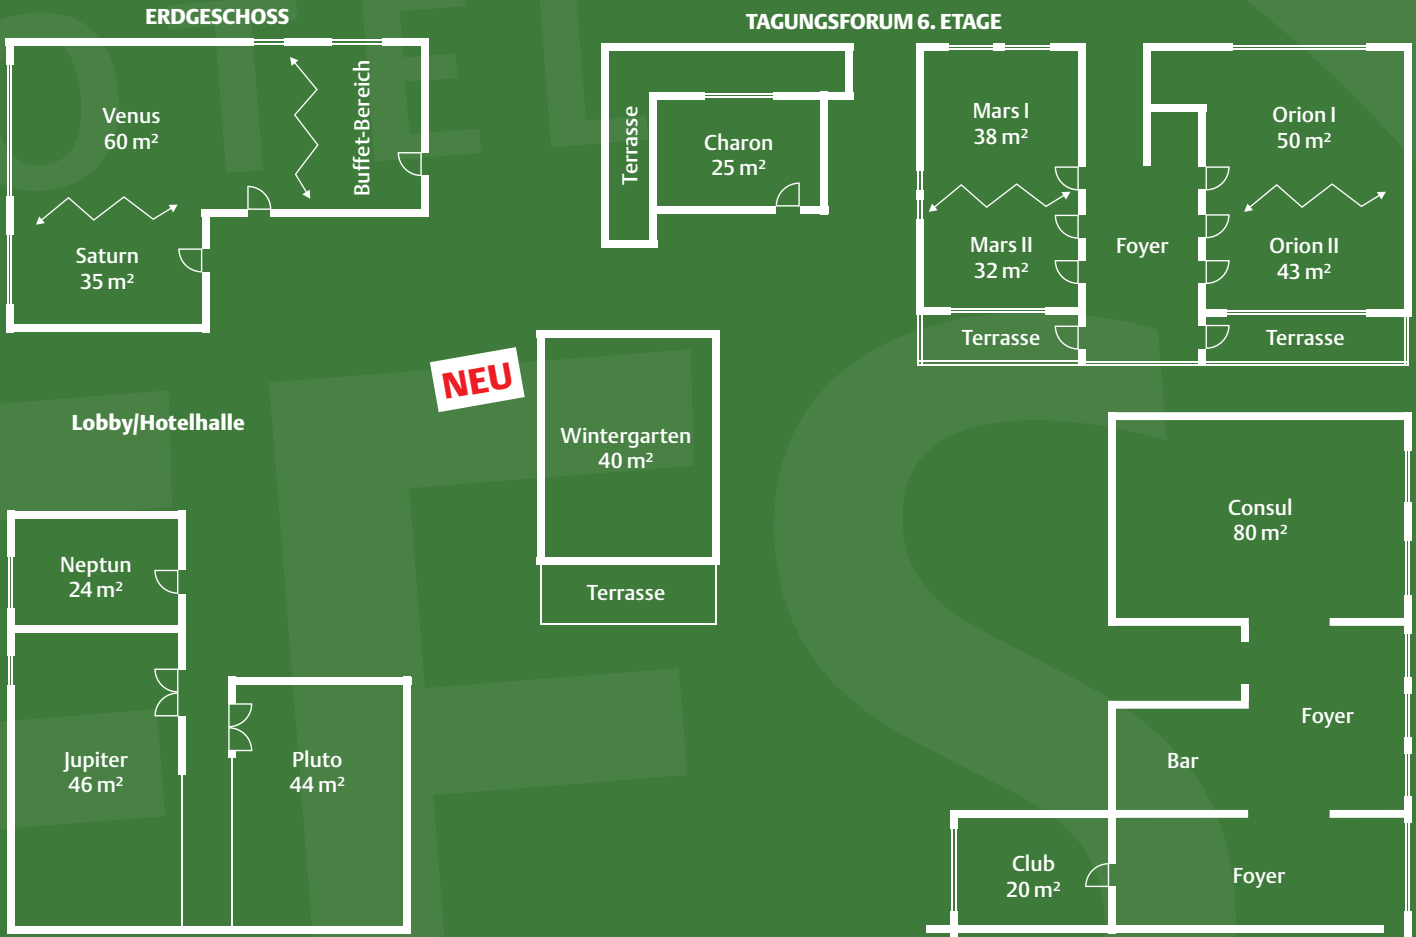 ERDGESCHOSS
Venus
60 m²
Buffet-Bereich
Saturn
35 m²
TAGUNGSFORUM 6. ETAGE
Terrasse
Charon
25 m²
Mars I
38 m²
Mars II
32 m²
Terrasse
Foyer
Orion I
50 m²
Orion II
43 m²
Terrasse
Lobby/Hotelhalle
NEU
Wintergarten
40 m²
Terrasse
Neptun
24 m²
Jupiter
46 m²
Pluto
44 m²
Consul
80 m²
Foyer
Bar
Club
20 m²
Foyer